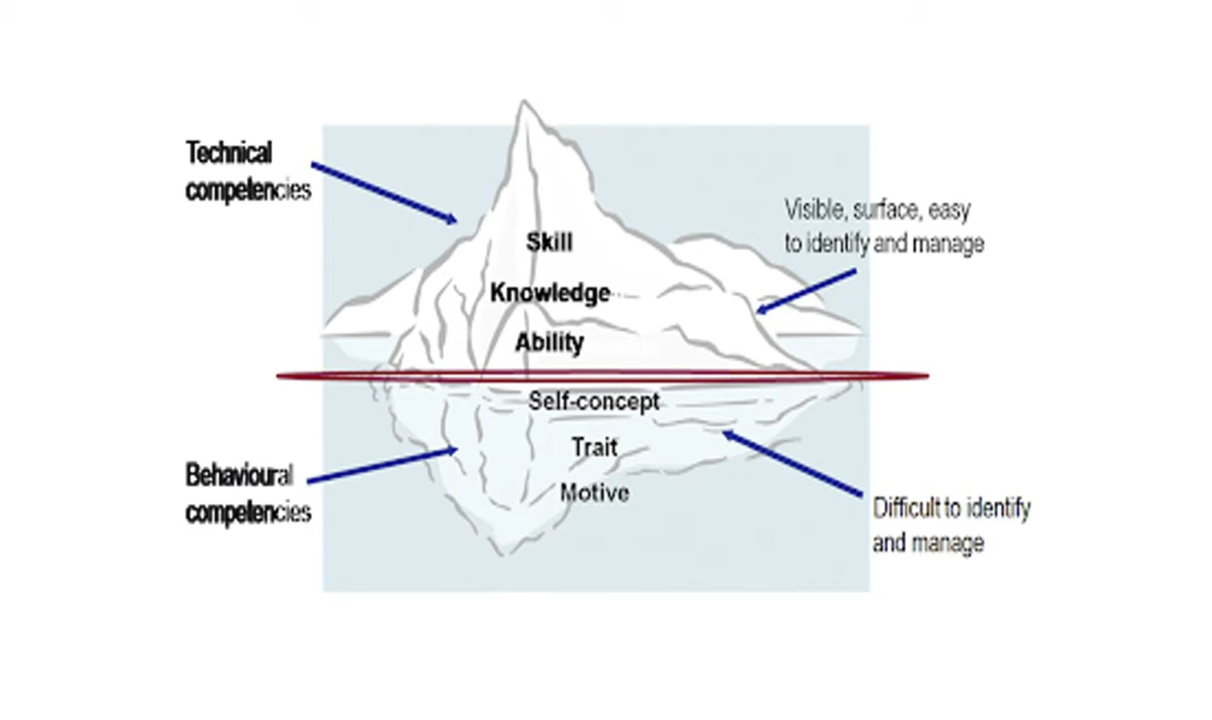 Technical
competencies
Visible, surface, easy
to identify and manage
Skill
Knowledge
Ability
Self-concept
Trait
Motive
Behavioural
competencies
Difficult to identify
and manage